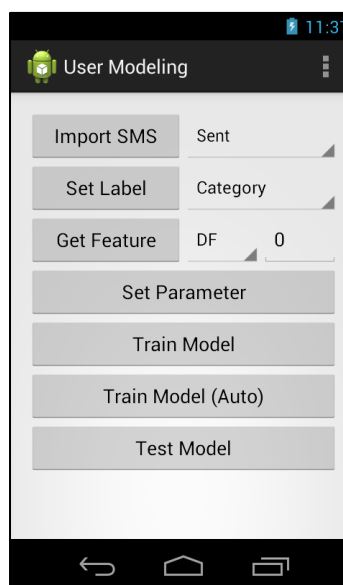 11:31
User Modeling
Import SMS Sent
Set Label Category
Get Feature DF 0
Set Parameter
Train Model
Train Model (Auto)
Test Model